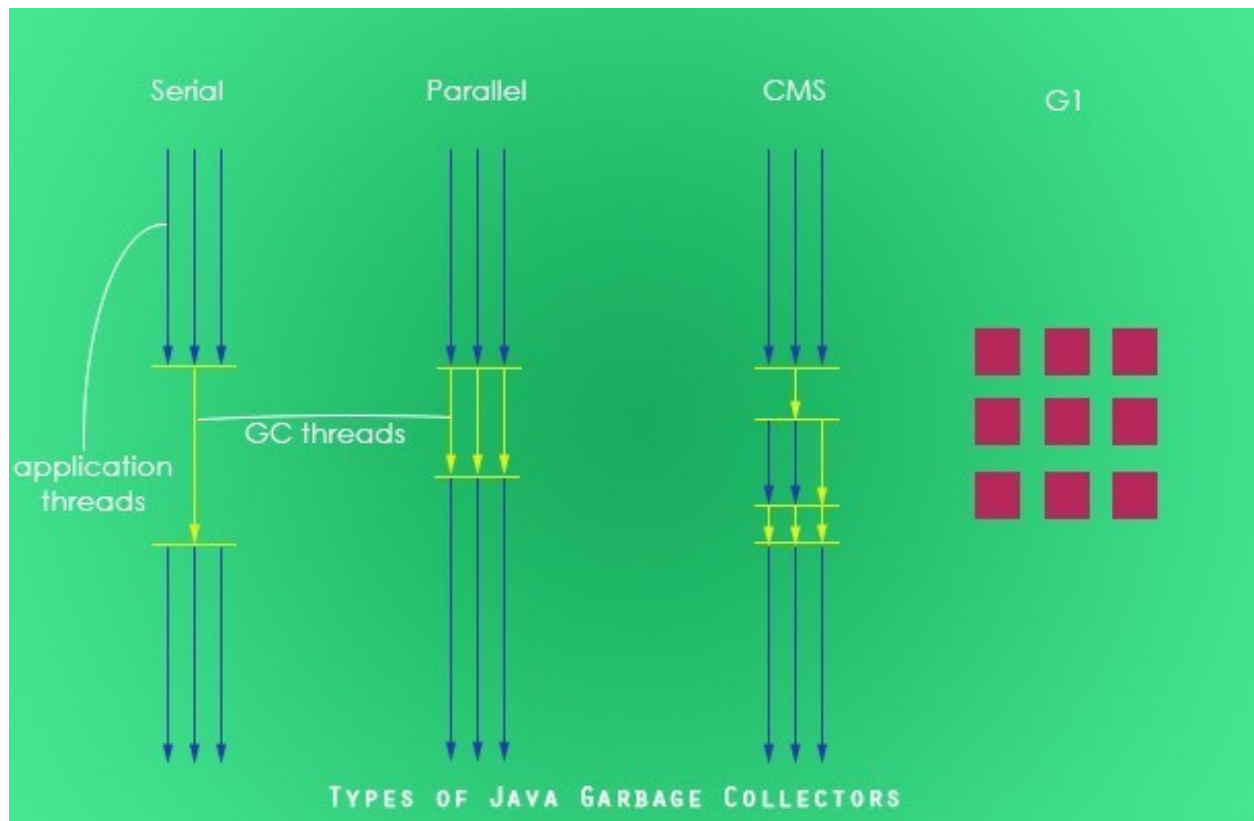 Serial
Parallel
CMS
G1
GC threads
application
threads
TYPES OF JAVA GARBAGE COLLECTORS